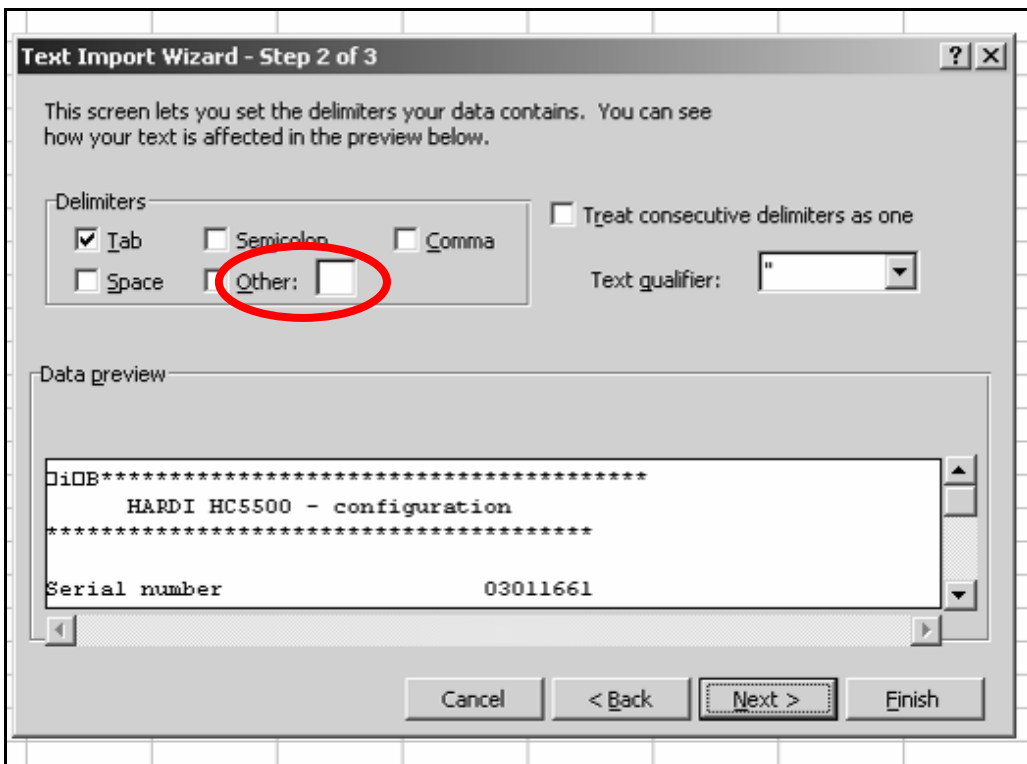 Text Import Wizard - Step 2 of 3
This screen lets you set the delimiters your data contains. You can see
how your text is affected in the preview below.
Delimiters
Tab Semicolon Comma
Space Other:
Treat consecutive delimiters as one
Text qualifier: "
Data preview
□i□B****************************************
HARDI HC5500 - configuration
****************************************
Serial number 03011661
Cancel < Back Next > Finish